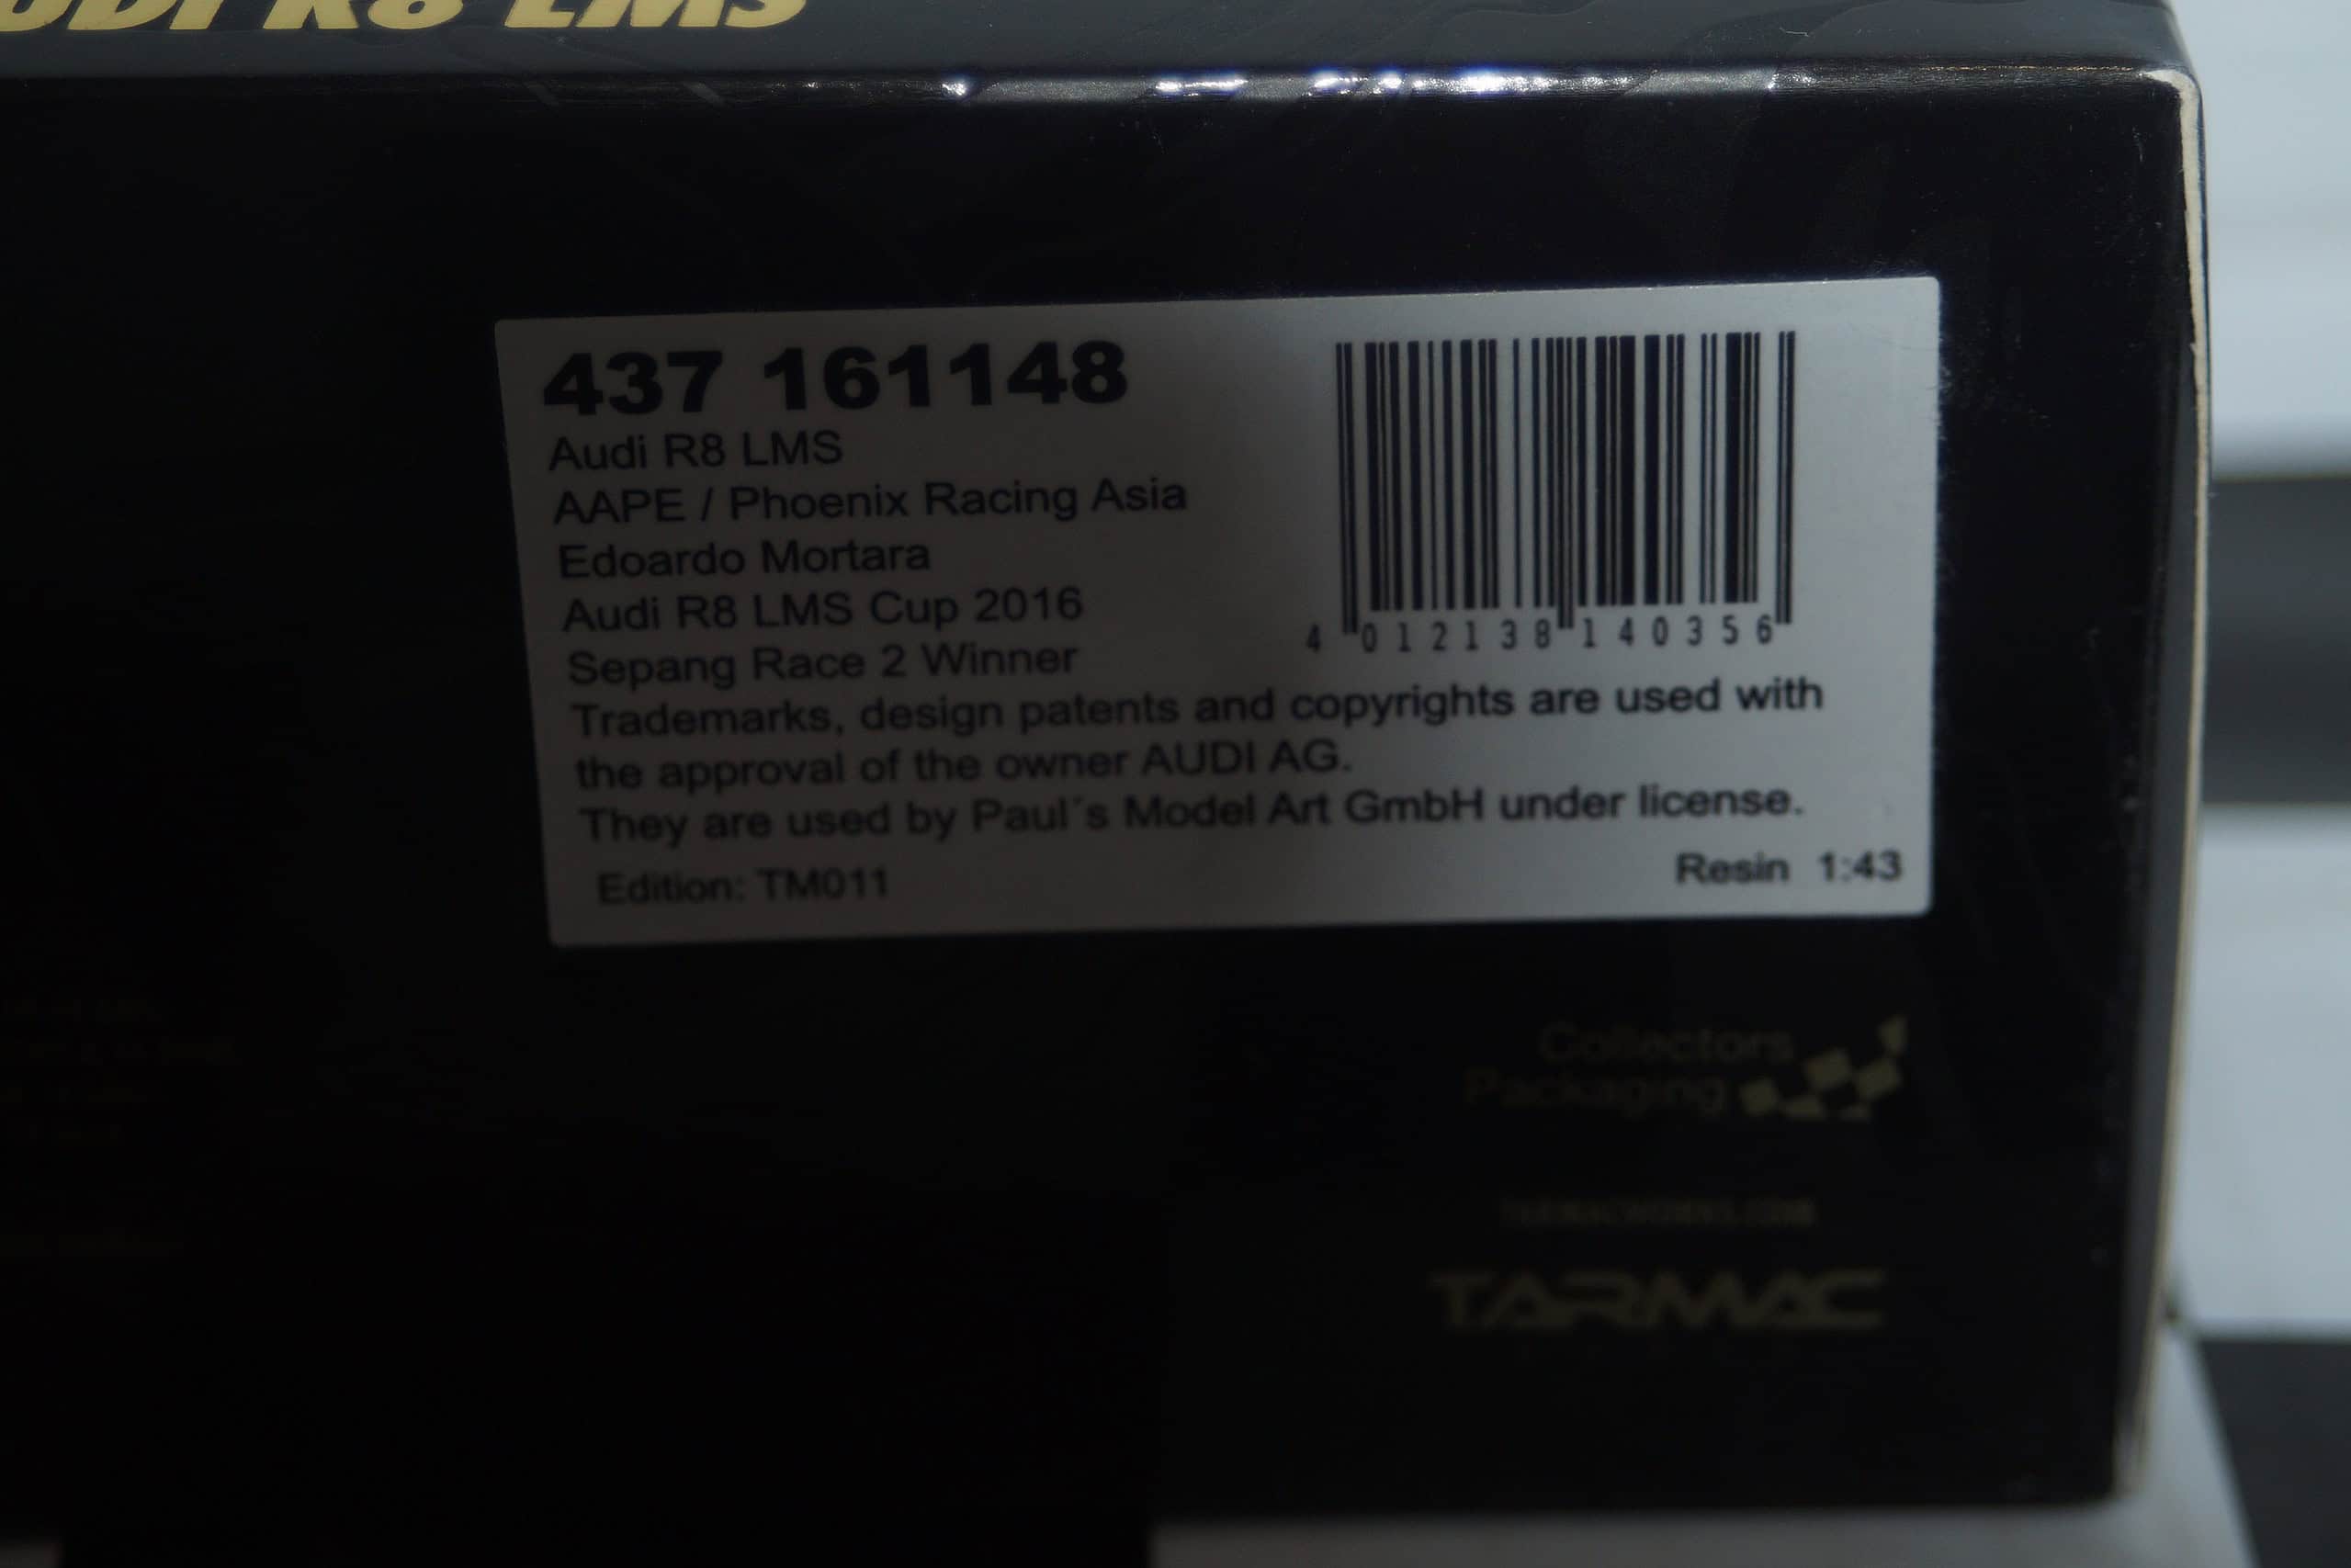 UDI R8 LMS
437 161148
Audi R8 LMS
AAPE / Phoenix Racing Asia
Edoardo Mortara
Audi R8 LMS Cup 2016
Sepang Race 2 Winner
4 012138 140356
Trademarks, design patents and copyrights are used with
the approval of the owner AUDI AG.
They are used by Paul´s Model Art GmbH under license.
Edition: TM011
Resin 1:43
Collectors
Packaging
TARMAC